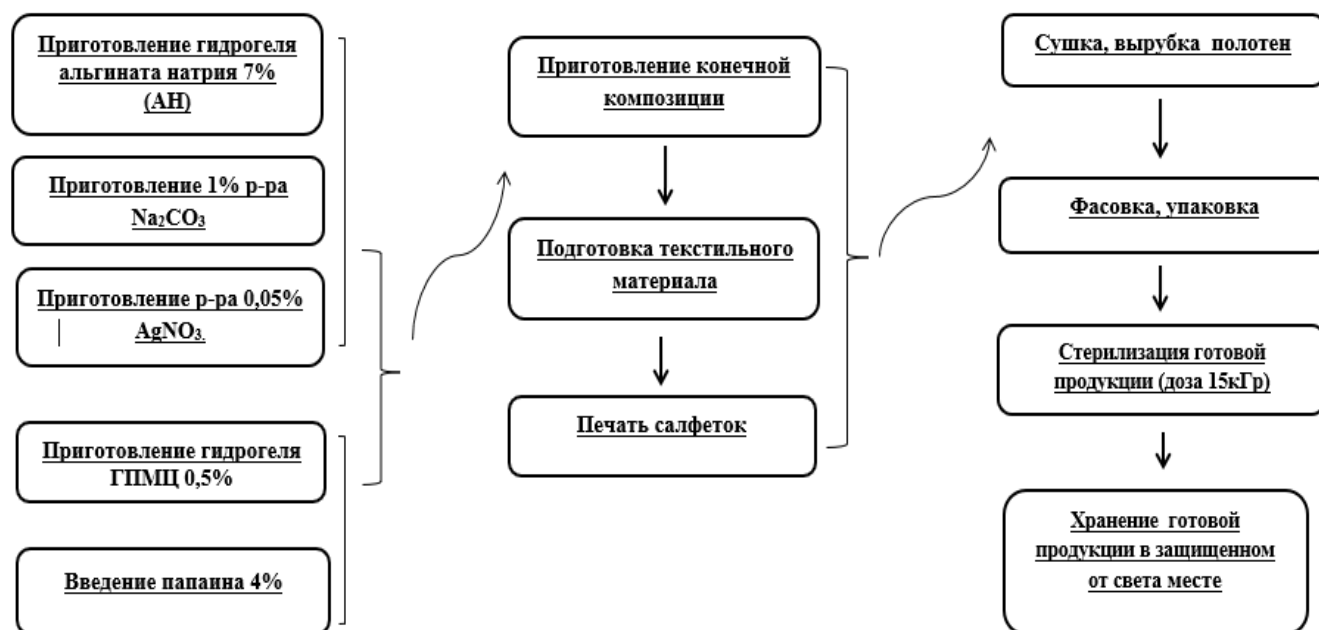 Приготовление гидрогеля
альгината натрия 7%
(АН)
Приготовление 1% р-ра
Na₂CO₃
Приготовление р-ра 0,05%
AgNO₃.
Приготовление гидрогеля
ГПМЦ 0,5%
Введение папаина 4%
Приготовление конечной
композиции
Подготовка текстильного
материала
Печать салфеток
Сушка, вырубка полотен
Фасовка, упаковка
Стерилизация готовой
продукции (доза 15кГр)
Хранение готовой
продукции в защищенном
от света месте